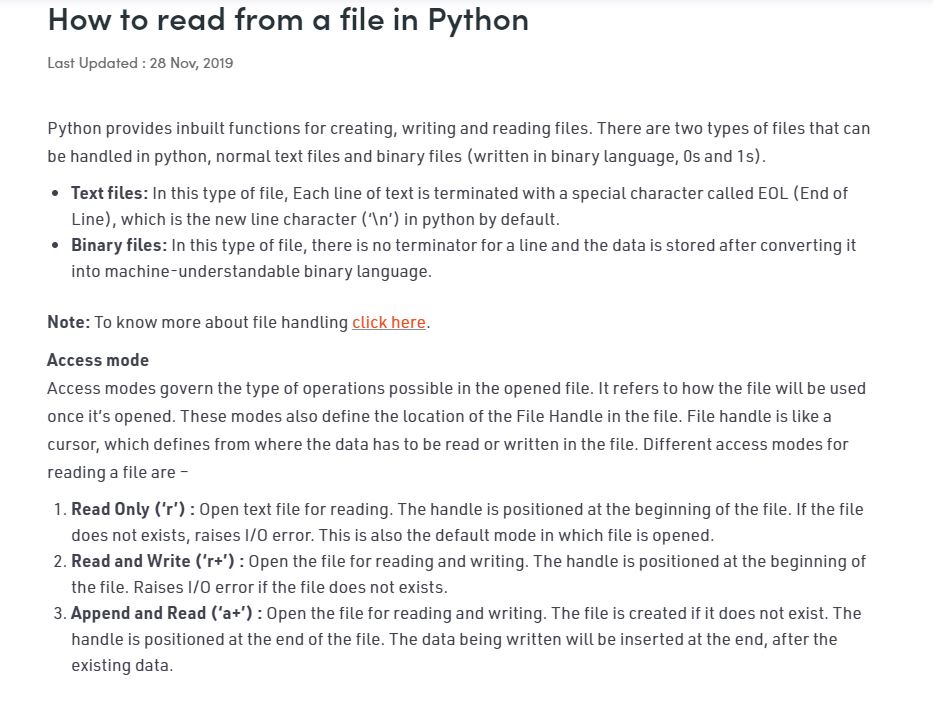 How to read from a file in Python
Last Updated : 28 Nov, 2019
Python provides inbuilt functions for creating, writing and reading files. There are two types of files that can
be handled in python, normal text files and binary files (written in binary language, 0s and 1s).
• Text files: In this type of file, Each line of text is terminated with a special character called EOL (End of
Line), which is the new line character (‘\n’) in python by default.
• Binary files: In this type of file, there is no terminator for a line and the data is stored after converting it
into machine-understandable binary language.
Note: To know more about file handling click here.
Access mode
Access modes govern the type of operations possible in the opened file. It refers to how the file will be used
once it’s opened. These modes also define the location of the File Handle in the file. File handle is like a
cursor, which defines from where the data has to be read or written in the file. Different access modes for
reading a file are –
1. Read Only (‘r’) : Open text file for reading. The handle is positioned at the beginning of the file. If the file
does not exists, raises I/O error. This is also the default mode in which file is opened.
2. Read and Write (‘r+’) : Open the file for reading and writing. The handle is positioned at the beginning of
the file. Raises I/O error if the file does not exists.
3. Append and Read (‘a+’) : Open the file for reading and writing. The file is created if it does not exist. The
handle is positioned at the end of the file. The data being written will be inserted at the end, after the
existing data.